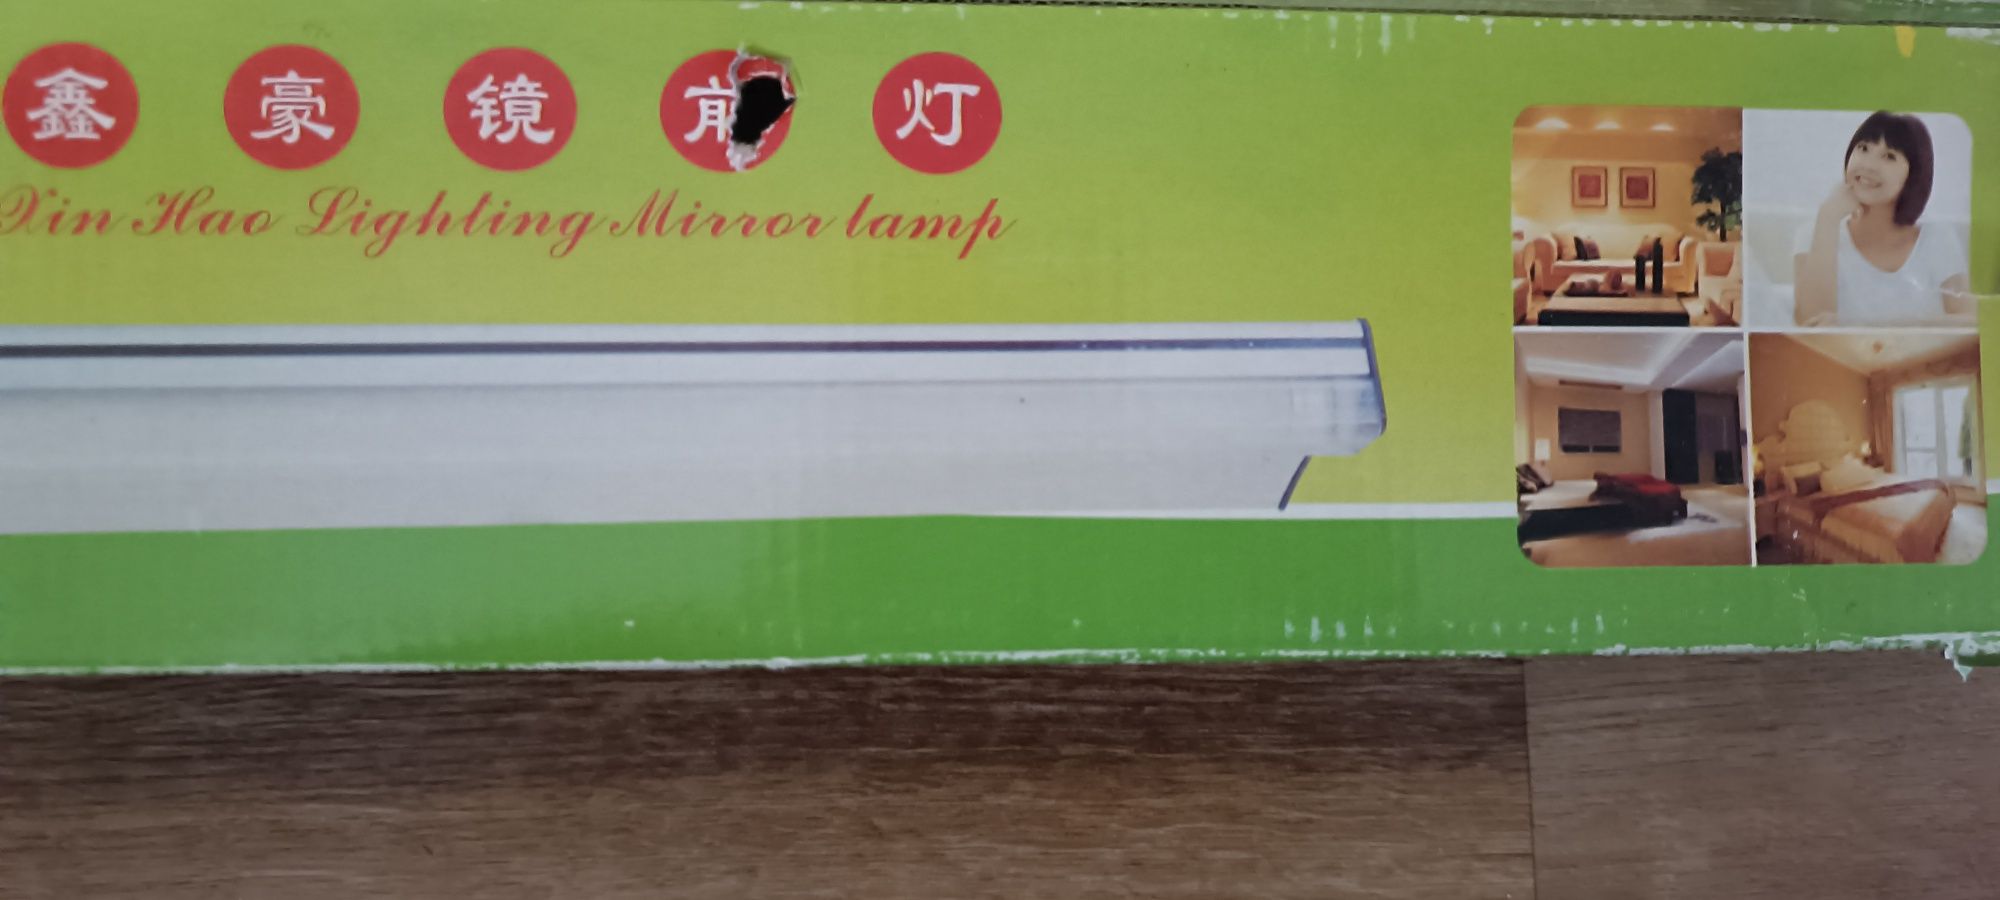 鑫豪镜前灯
Xin Hao Lighting Mirror lamp